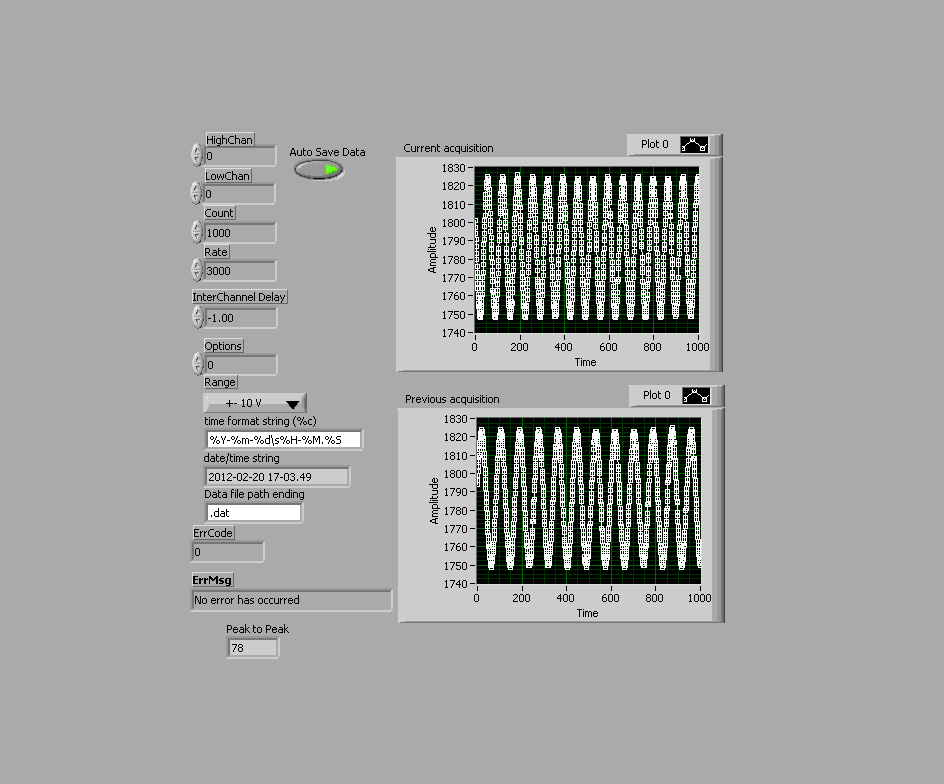 HighChan
0
Auto Save Data
LowChan
0
Count
1000
Rate
3000
InterChannel Delay
-1.00
Options
0
Range
+- 10 V
time format string (%c)
%Y-%m-%d\s%H-%M.%S
date/time string
2012-02-20 17-03.49
Data file path ending
.dat
ErrCode
0
ErrMsg
No error has occurred
Peak to Peak
78
Current acquisition
Plot 0
Amplitude
1830
1820
1810
1800
1790
1780
1770
1760
1750
1740
0 200 400 600 800 1000
Time
Previous acquisition
Plot 0
Amplitude
1830
1820
1810
1800
1790
1780
1770
1760
1750
1740
0 200 400 600 800 1000
Time